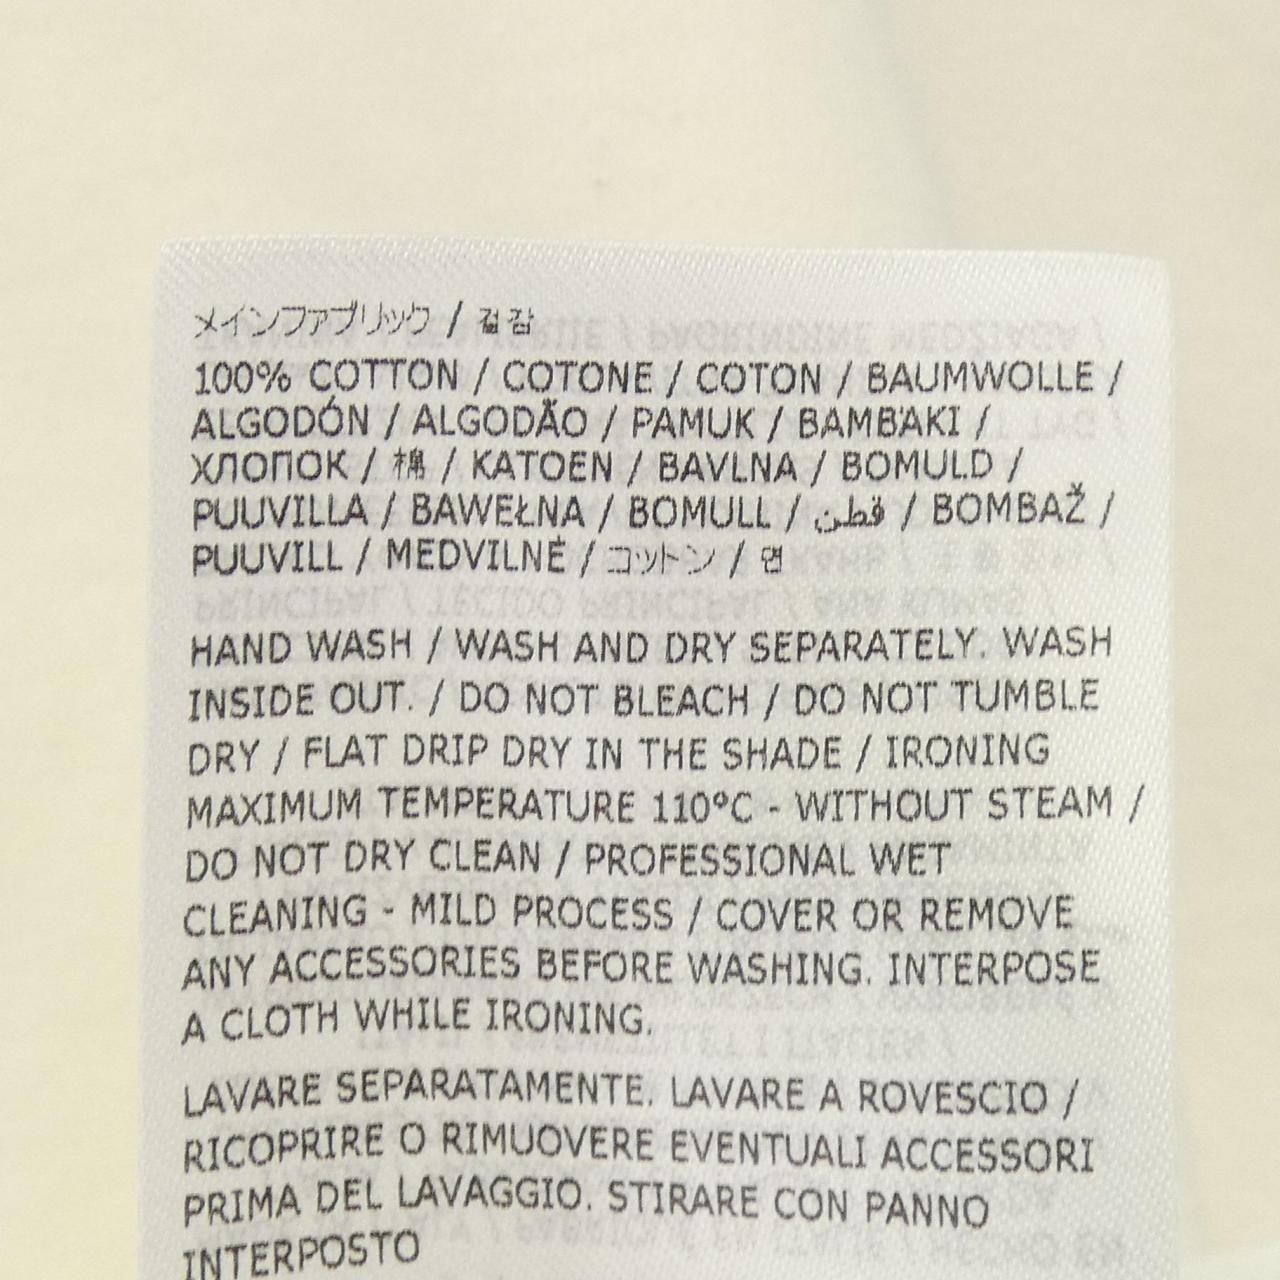 メインファブリック / 겉감
100% COTTON / COTONE / COTON / BAUMWOLLE /
ALGODÓN / ALGODÃO / PAMUK / BAMBAKI /
ХЛОПОК / 棉 / KATOEN / BAVLNA / BOMULD /
PUUVILLA / BAWEŁNA / BOMULL / قطن / BOMBAŽ /
PUUVILL / MEDVILNĖ / コットン / 면
HAND WASH / WASH AND DRY SEPARATELY. WASH
INSIDE OUT. / DO NOT BLEACH / DO NOT TUMBLE
DRY / FLAT DRIP DRY IN THE SHADE / IRONING
MAXIMUM TEMPERATURE 110°C - WITHOUT STEAM /
DO NOT DRY CLEAN / PROFESSIONAL WET
CLEANING - MILD PROCESS / COVER OR REMOVE
ANY ACCESSORIES BEFORE WASHING. INTERPOSE
A CLOTH WHILE IRONING.
LAVARE SEPARATAMENTE. LAVARE A ROVESCIO /
RICOPRIRE O RIMUOVERE EVENTUALI ACCESSORI
PRIMA DEL LAVAGGIO. STIRARE CON PANNO
INTERPOSTO